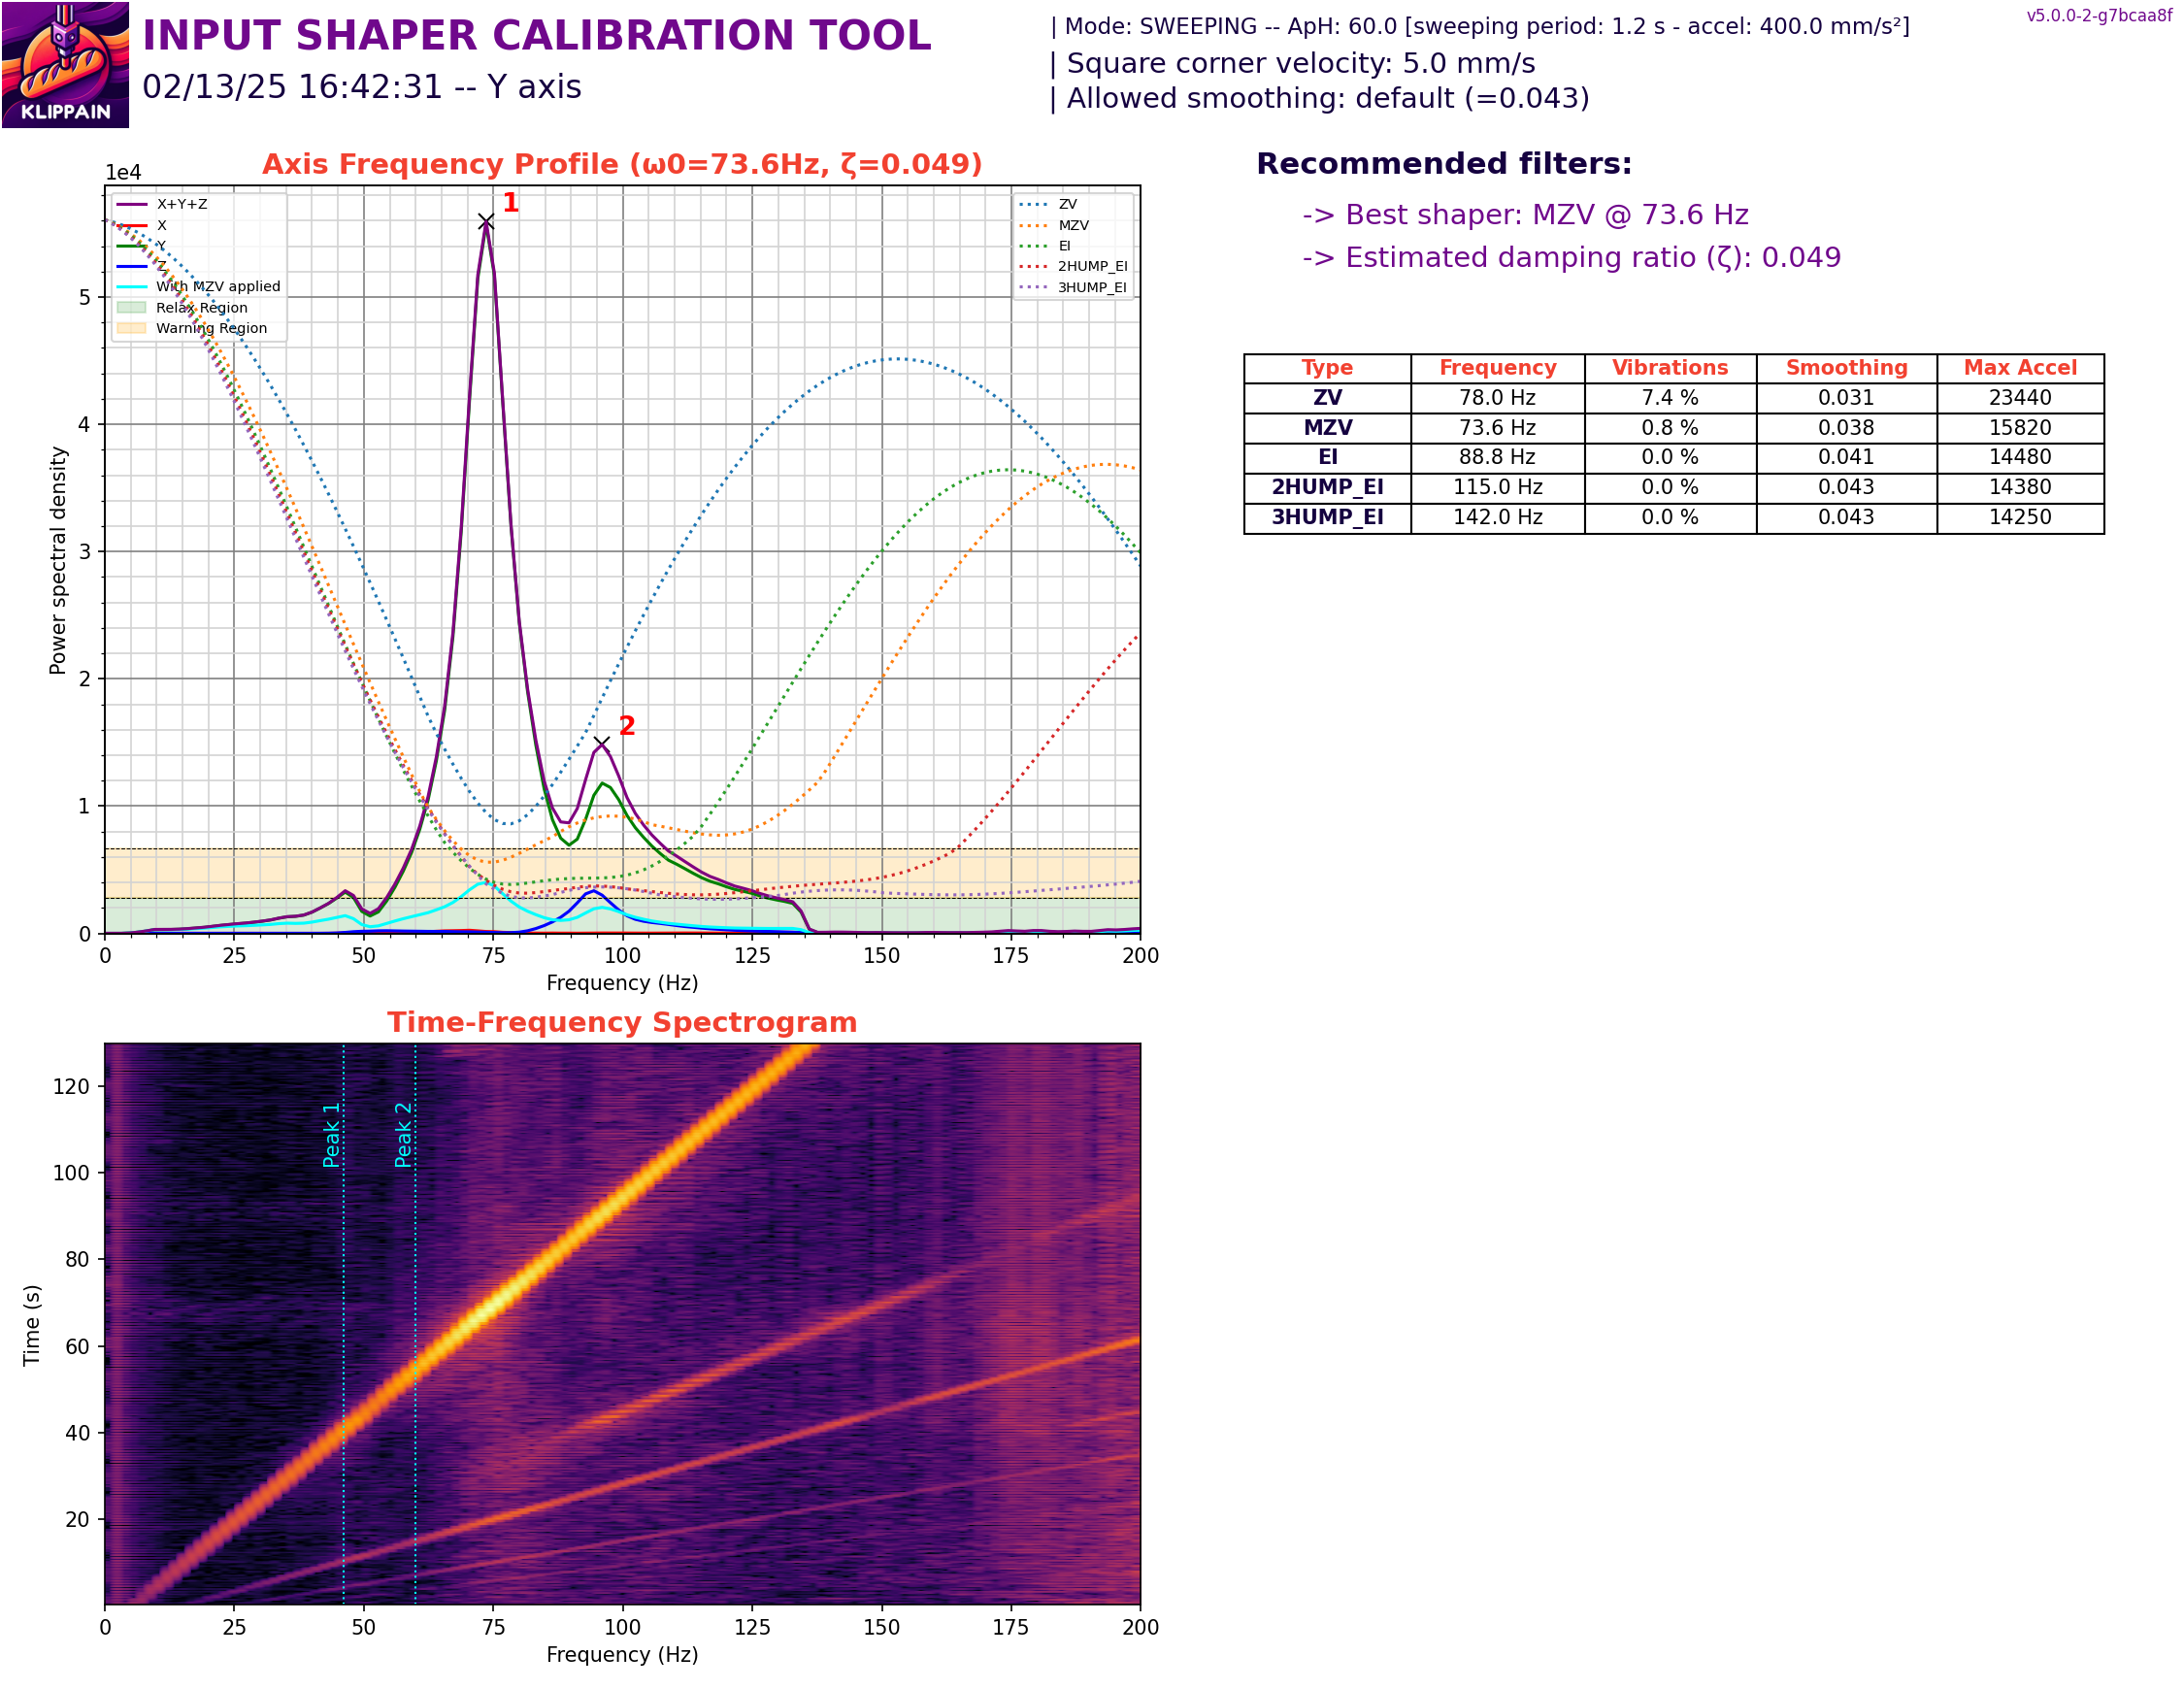 KLIPPAIN
INPUT SHAPER CALIBRATION TOOL
02/13/25 16:42:31 -- Y axis
| Mode: SWEEPING -- ApH: 60.0 [sweeping period: 1.2 s - accel: 400.0 mm/s²]
| Square corner velocity: 5.0 mm/s
| Allowed smoothing: default (=0.043)
v5.0.0-2-g7bcaa8f
Axis Frequency Profile (ω0=73.6Hz, ζ=0.049)
1e4
X+Y+Z
X
Y
Z
With MZV applied
Relax Region
Warning Region
ZV
MZV
EI
2HUMP_EI
3HUMP_EI
1
2
Power spectral density
5
4
3
2
1
0
0 25 50 75 100 125 150 175 200
Frequency (Hz)
Recommended filters:
-> Best shaper: MZV @ 73.6 Hz
-> Estimated damping ratio (ζ): 0.049
Type Frequency Vibrations Smoothing Max Accel
ZV 78.0 Hz 7.4 % 0.031 23440
MZV 73.6 Hz 0.8 % 0.038 15820
EI 88.8 Hz 0.0 % 0.041 14480
2HUMP_EI 115.0 Hz 0.0 % 0.043 14380
3HUMP_EI 142.0 Hz 0.0 % 0.043 14250
Time-Frequency Spectrogram
Peak 1
Peak 2
Time (s)
120
100
80
60
40
20
0 25 50 75 100 125 150 175 200
Frequency (Hz)